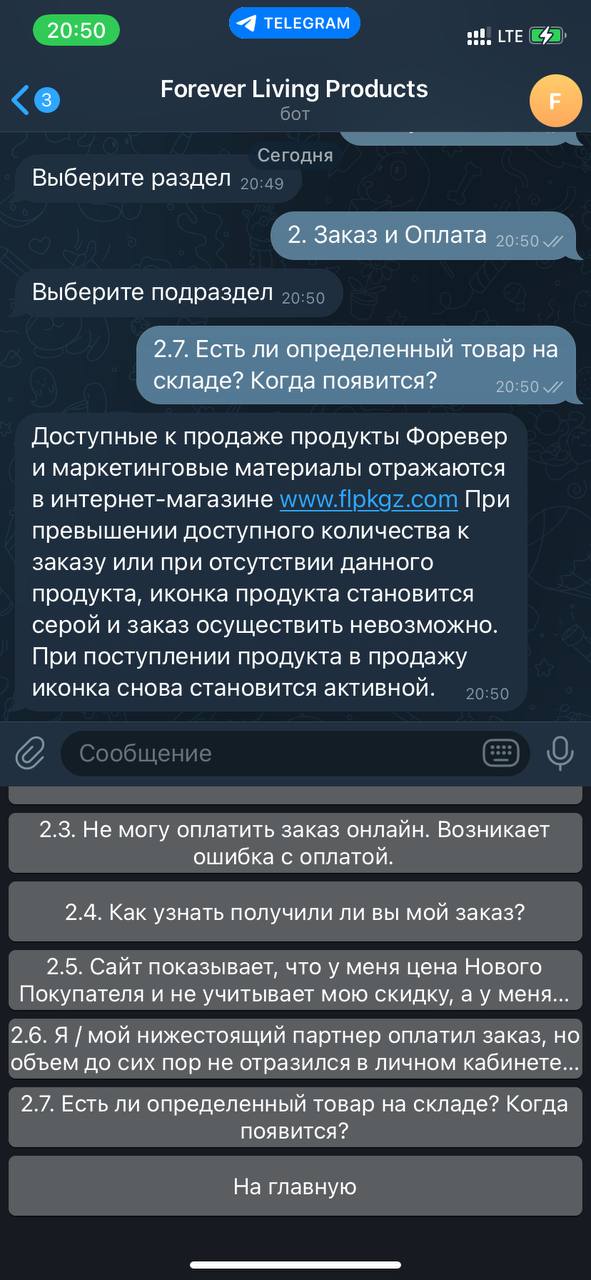 20:50
TELEGRAM
LTE
3
Forever Living Products
бот
F
Сегодня
Выберите раздел 20:49
2. Заказ и Оплата 20:50
Выберите подраздел 20:50
2.7. Есть ли определенный товар на
складе? Когда появится? 20:50
Доступные к продаже продукты Форевер
и маркетинговые материалы отражаются
в интернет-магазине www.flpkgz.com При
превышении доступного количества к
заказу или при отсутствии данного
продукта, иконка продукта становится
серой и заказ осуществить невозможно.
При поступлении продукта в продажу
иконка снова становится активной. 20:50
Сообщение
2.3. Не могу оплатить заказ онлайн. Возникает
ошибка с оплатой.
2.4. Как узнать получили ли вы мой заказ?
2.5. Сайт показывает, что у меня цена Нового
Покупателя и не учитывает мою скидку, а у меня...
2.6. Я / мой нижестоящий партнер оплатил заказ, но
объем до сих пор не отразился в личном кабинете...
2.7. Есть ли определенный товар на складе? Когда
появится?
На главную